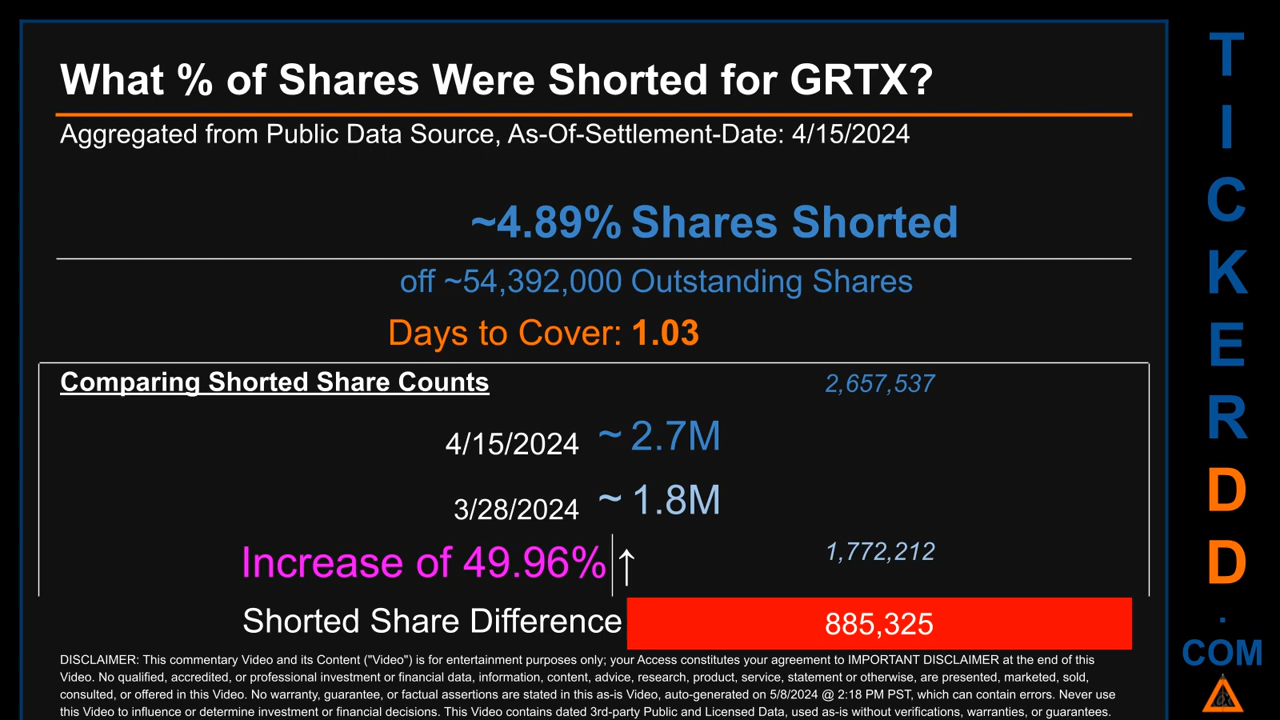 What % of Shares Were Shorted for GRTX?
Aggregated from Public Data Source, As-Of-Settlement-Date: 4/15/2024
~4.89% Shares Shorted
off ~54,392,000 Outstanding Shares
Days to Cover: 1.03
Comparing Shorted Share Counts 2,657,537
4/15/2024 ~ 2.7M
3/28/2024 ~ 1.8M
Increase of 49.96% ↑ 1,772,212
Shorted Share Difference 885,325
DISCLAIMER: This commentary Video and its Content ("Video") is for entertainment purposes only; your Access constitutes your agreement to IMPORTANT DISCLAIMER at the end of this
Video. No qualified, accredited, or professional investment or financial data, information, content, advice, research, product, service, statement or otherwise, are presented, marketed, sold,
consulted, or offered in this Video. No warranty, guarantee, or factual assertions are stated in this as-is Video, auto-generated on 5/8/2024 @ 2:18 PM PST, which can contain errors. Never use
this Video to influence or determine investment or financial decisions. This Video contains dated 3rd-party Public and Licensed Data, used as-is without verifications, warranties, or guarantees.
T
I
C
K
E
R
D
D
.
COM